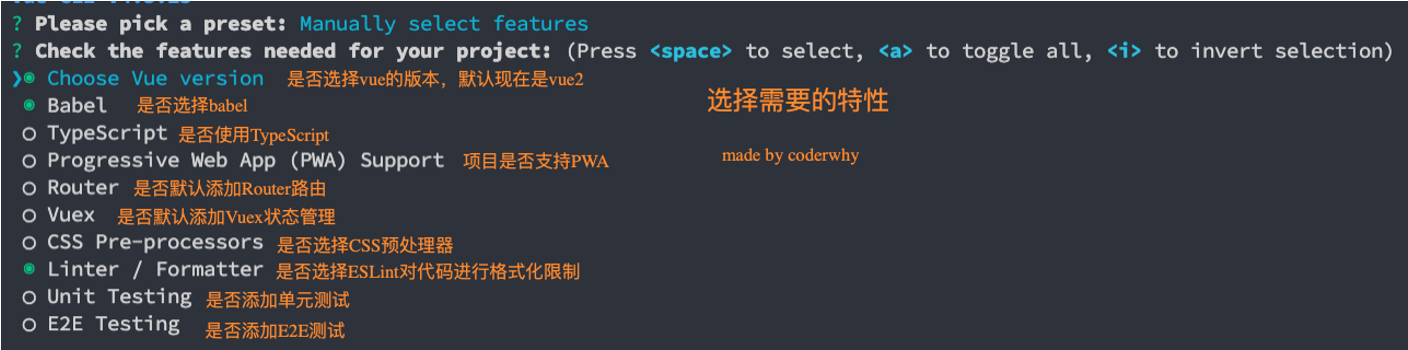 ? Please pick a preset: Manually select features
? Check the features needed for your project: (Press <space> to select, <a> to toggle all, <i> to invert selection)
❯◉ Choose Vue version 是否选择vue的版本，默认现在是vue2
◉ Babel 是否选择babel
选择需要的特性
○ TypeScript 是否使用TypeScript
○ Progressive Web App (PWA) Support 项目是否支持PWA
made by coderwhy
○ Router 是否默认添加Router路由
○ Vuex 是否默认添加Vuex状态管理
○ CSS Pre-processors 是否选择CSS预处理器
◉ Linter / Formatter 是否选择ESLint对代码进行格式化限制
○ Unit Testing 是否添加单元测试
○ E2E Testing 是否添加E2E测试